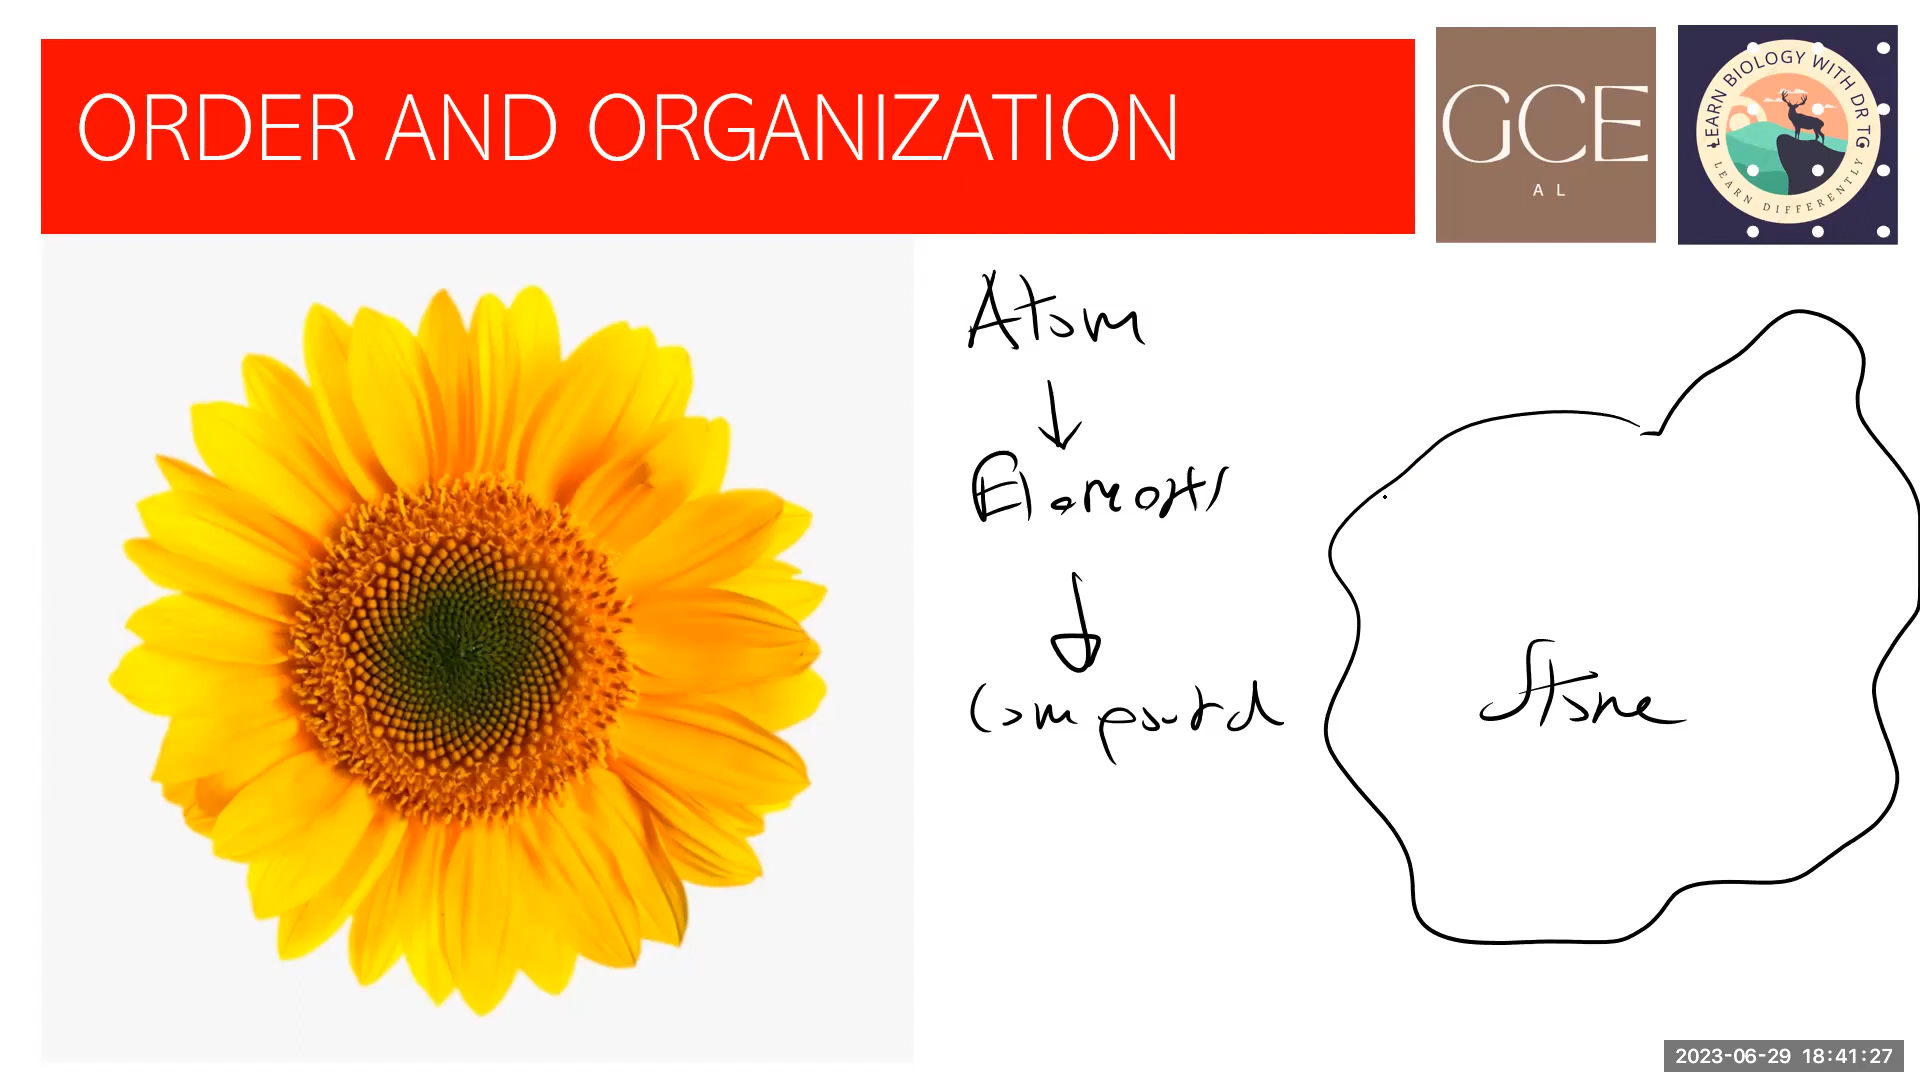 ORDER AND ORGANIZATION
GCE
A L
LEARN BIOLOGY WITH DR TG
LEARN DIFFERENTLY
Atom
Elements
Compound
Stone
2023-06-29 18:41:27